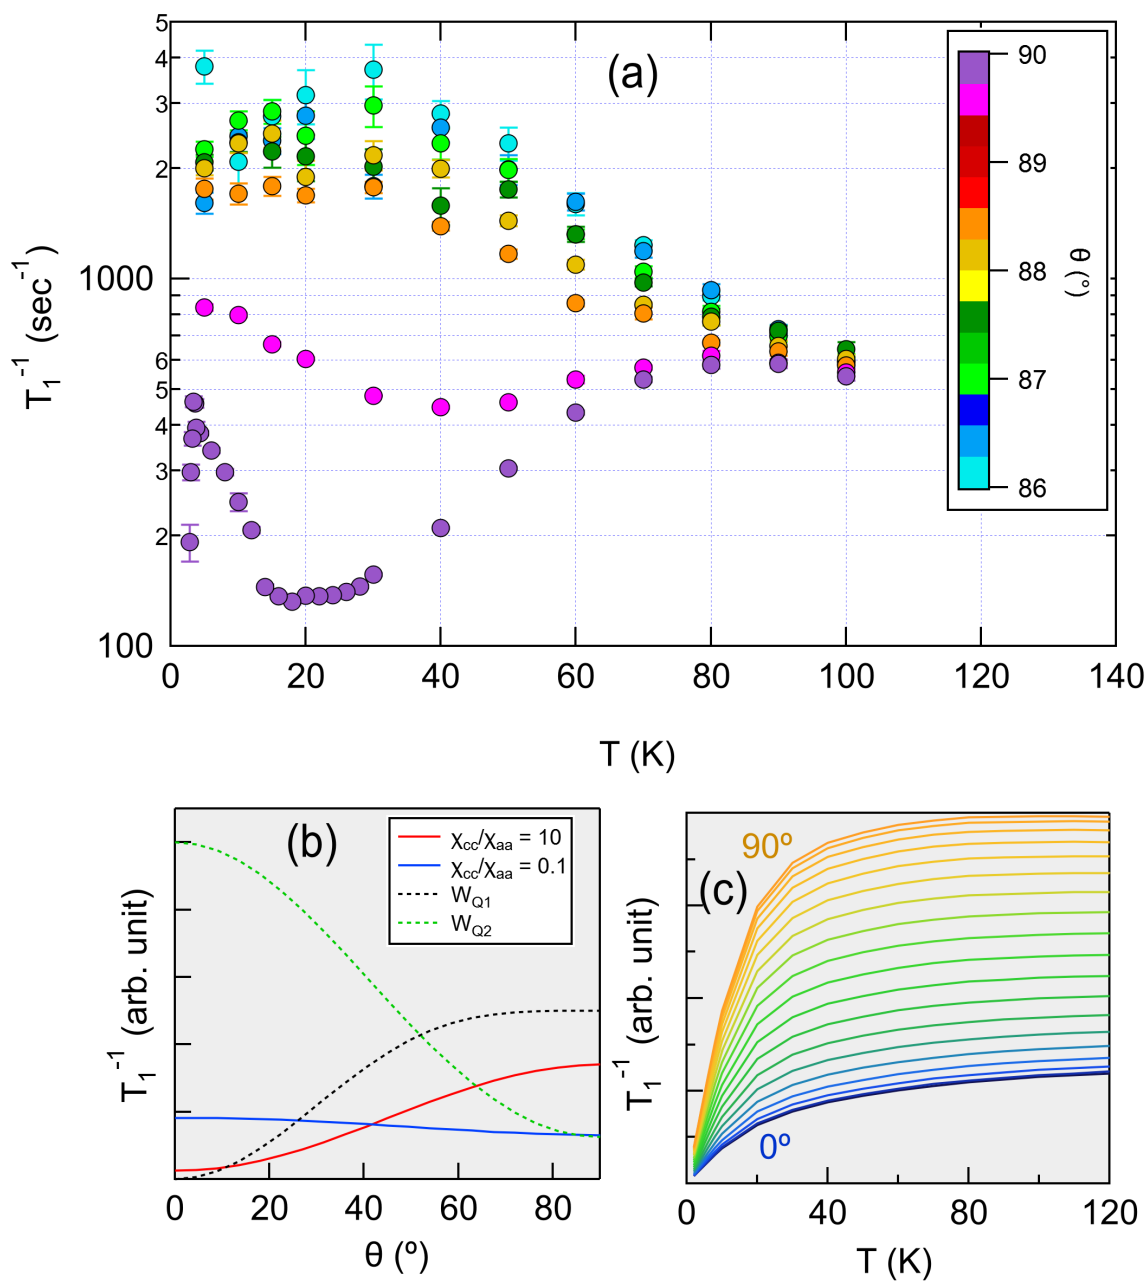 (a)
5
4
3
2
1000
6
5
4
3
2
100
T₁⁻¹ (sec⁻¹)
0 20 40 60 80 100 120 140
T (K)
90
89
88
87
86
θ (º)
(b)
χcc/χaa = 10
χcc/χaa = 0.1
WQ1
WQ2
T₁⁻¹ (arb. unit)
0 20 40 60 80
θ (º)
90º
(c)
0º
T₁⁻¹ (arb. unit)
0 40 80 120
T (K)